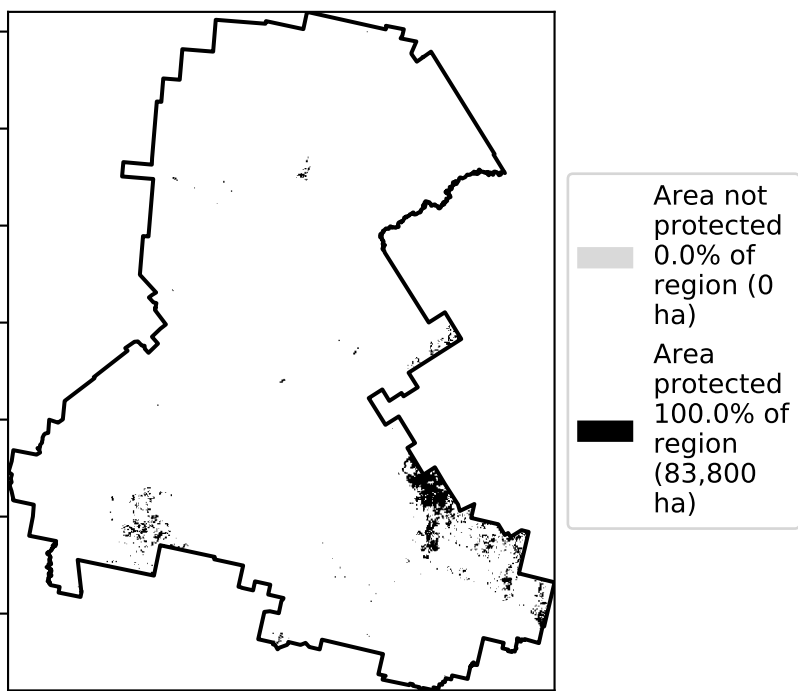 Area not
protected
0.0% of
region (0
ha)
Area
protected
100.0% of
region
(83,800
ha)